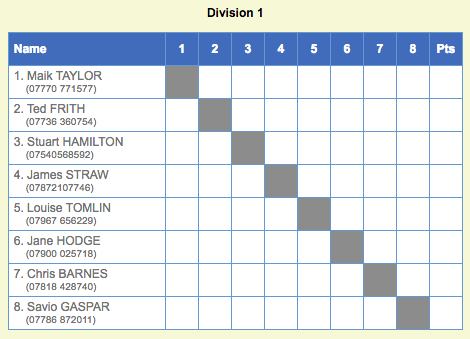 Division 1
Name 1 2 3 4 5 6 7 8 Pts
1. Maik TAYLOR
(07770 771577)
2. Ted FRITH
(07736 360754)
3. Stuart HAMILTON
(07540568592)
4. James STRAW
(07872107746)
5. Louise TOMLIN
(07967 656229)
6. Jane HODGE
(07900 025718)
7. Chris BARNES
(07818 428740)
8. Savio GASPAR
(07786 872011)